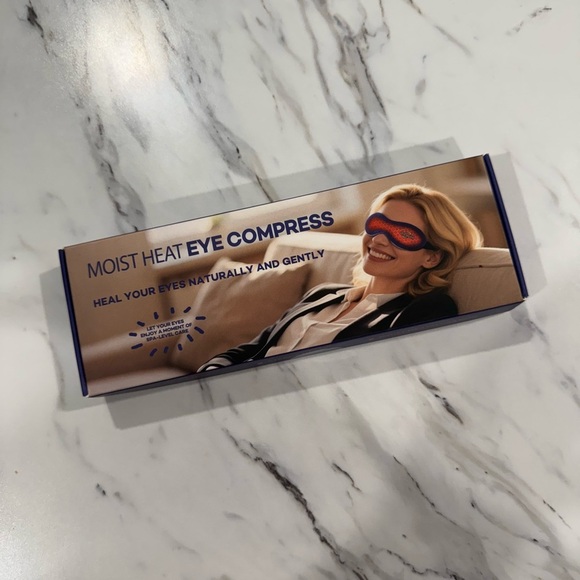 MOIST HEAT EYE COMPRESS
HEAL YOUR EYES NATURALLY AND GENTLY
LET YOUR EYES
ENJOY A MOMENT OF
SPA-LEVEL CARE